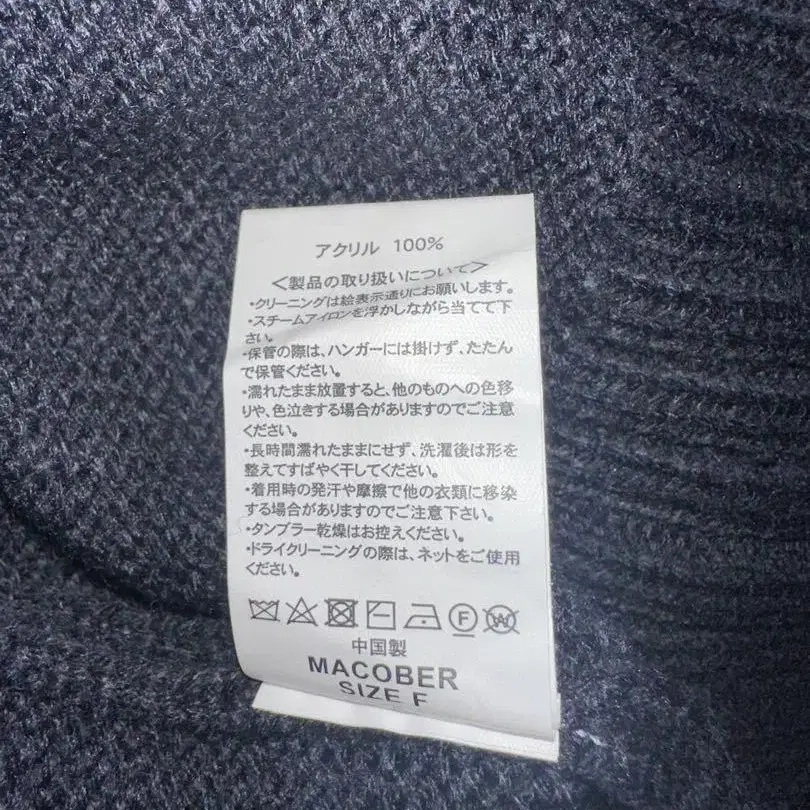 アクリル 100%
＜製品の取り扱いについて＞
・クリーニングは絵表示通りにお願いします。
・スチームアイロンを浮かしながら当てて下
さい。
・保管の際は、ハンガーには掛けず、たたん
で保管ください。
・濡れたまま放置すると、他のものへの色移
りや、色泣きする場合がありますのでご注意
ください。
・長時間濡れたままにせず、洗濯後は形を
整えてすばやく干してください。
・着用時の発汗や摩擦で他の衣類に移染
する場合がありますのでご注意下さい。
・タンブラー乾燥はお控えください。
・ドライクリーニングの際は、ネットをご使用
ください。
F W
中国製
MACOBER
SIZE F